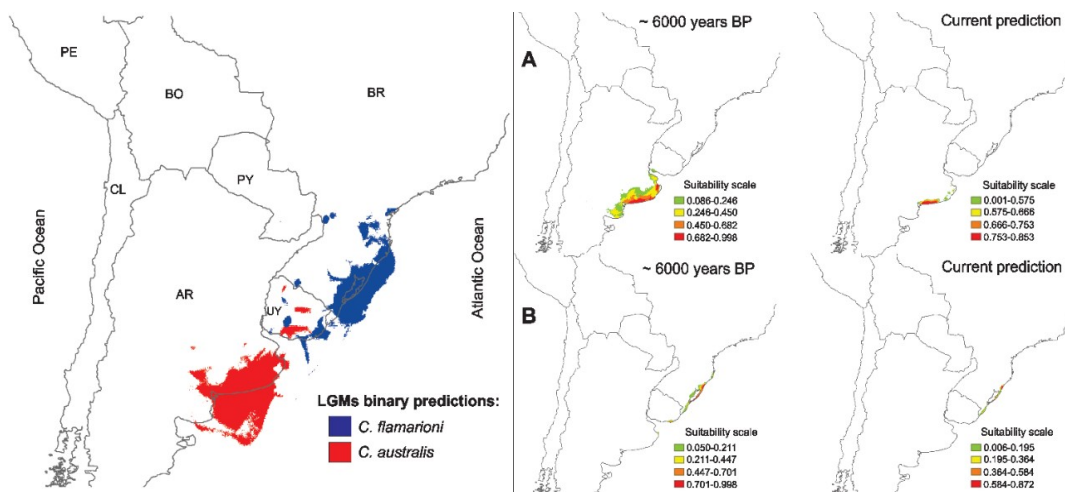 PE
BO
BR
PY
CL
AR
UY
Pacific Ocean
Atlantic Ocean
LGMs binary predictions:
C. flamarioni
C. australis
~ 6000 years BP
Current prediction
A
Suitability scale
0.086-0.246
0.246-0.450
0.450-0.682
0.682-0.998
Suitability scale
0.001-0.575
0.575-0.666
0.666-0.753
0.753-0.853
~ 6000 years BP
Current prediction
B
Suitability scale
0.050-0.211
0.211-0.447
0.447-0.701
0.701-0.998
Suitability scale
0.006-0.195
0.195-0.364
0.364-0.584
0.584-0.872